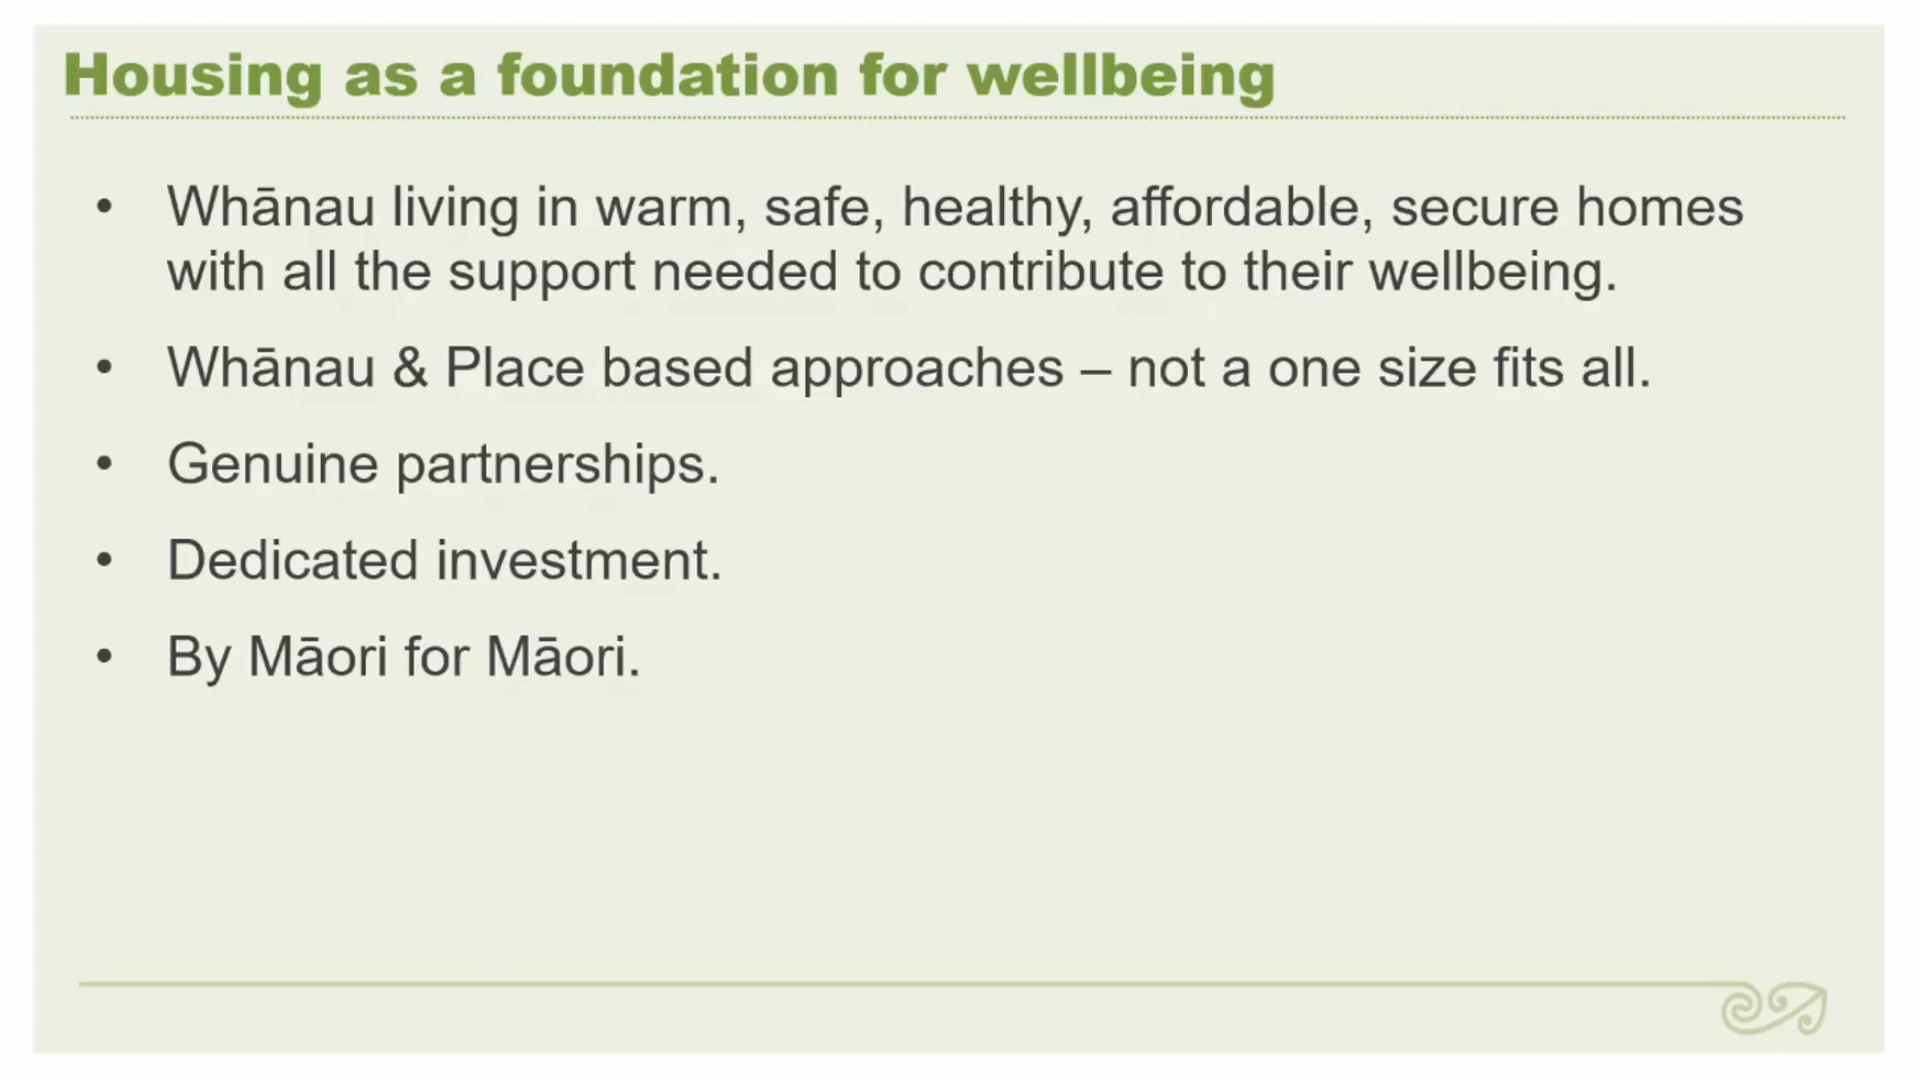 Housing as a foundation for wellbeing
• Whānau living in warm, safe, healthy, affordable, secure homes
with all the support needed to contribute to their wellbeing.
• Whānau & Place based approaches – not a one size fits all.
• Genuine partnerships.
• Dedicated investment.
• By Māori for Māori.